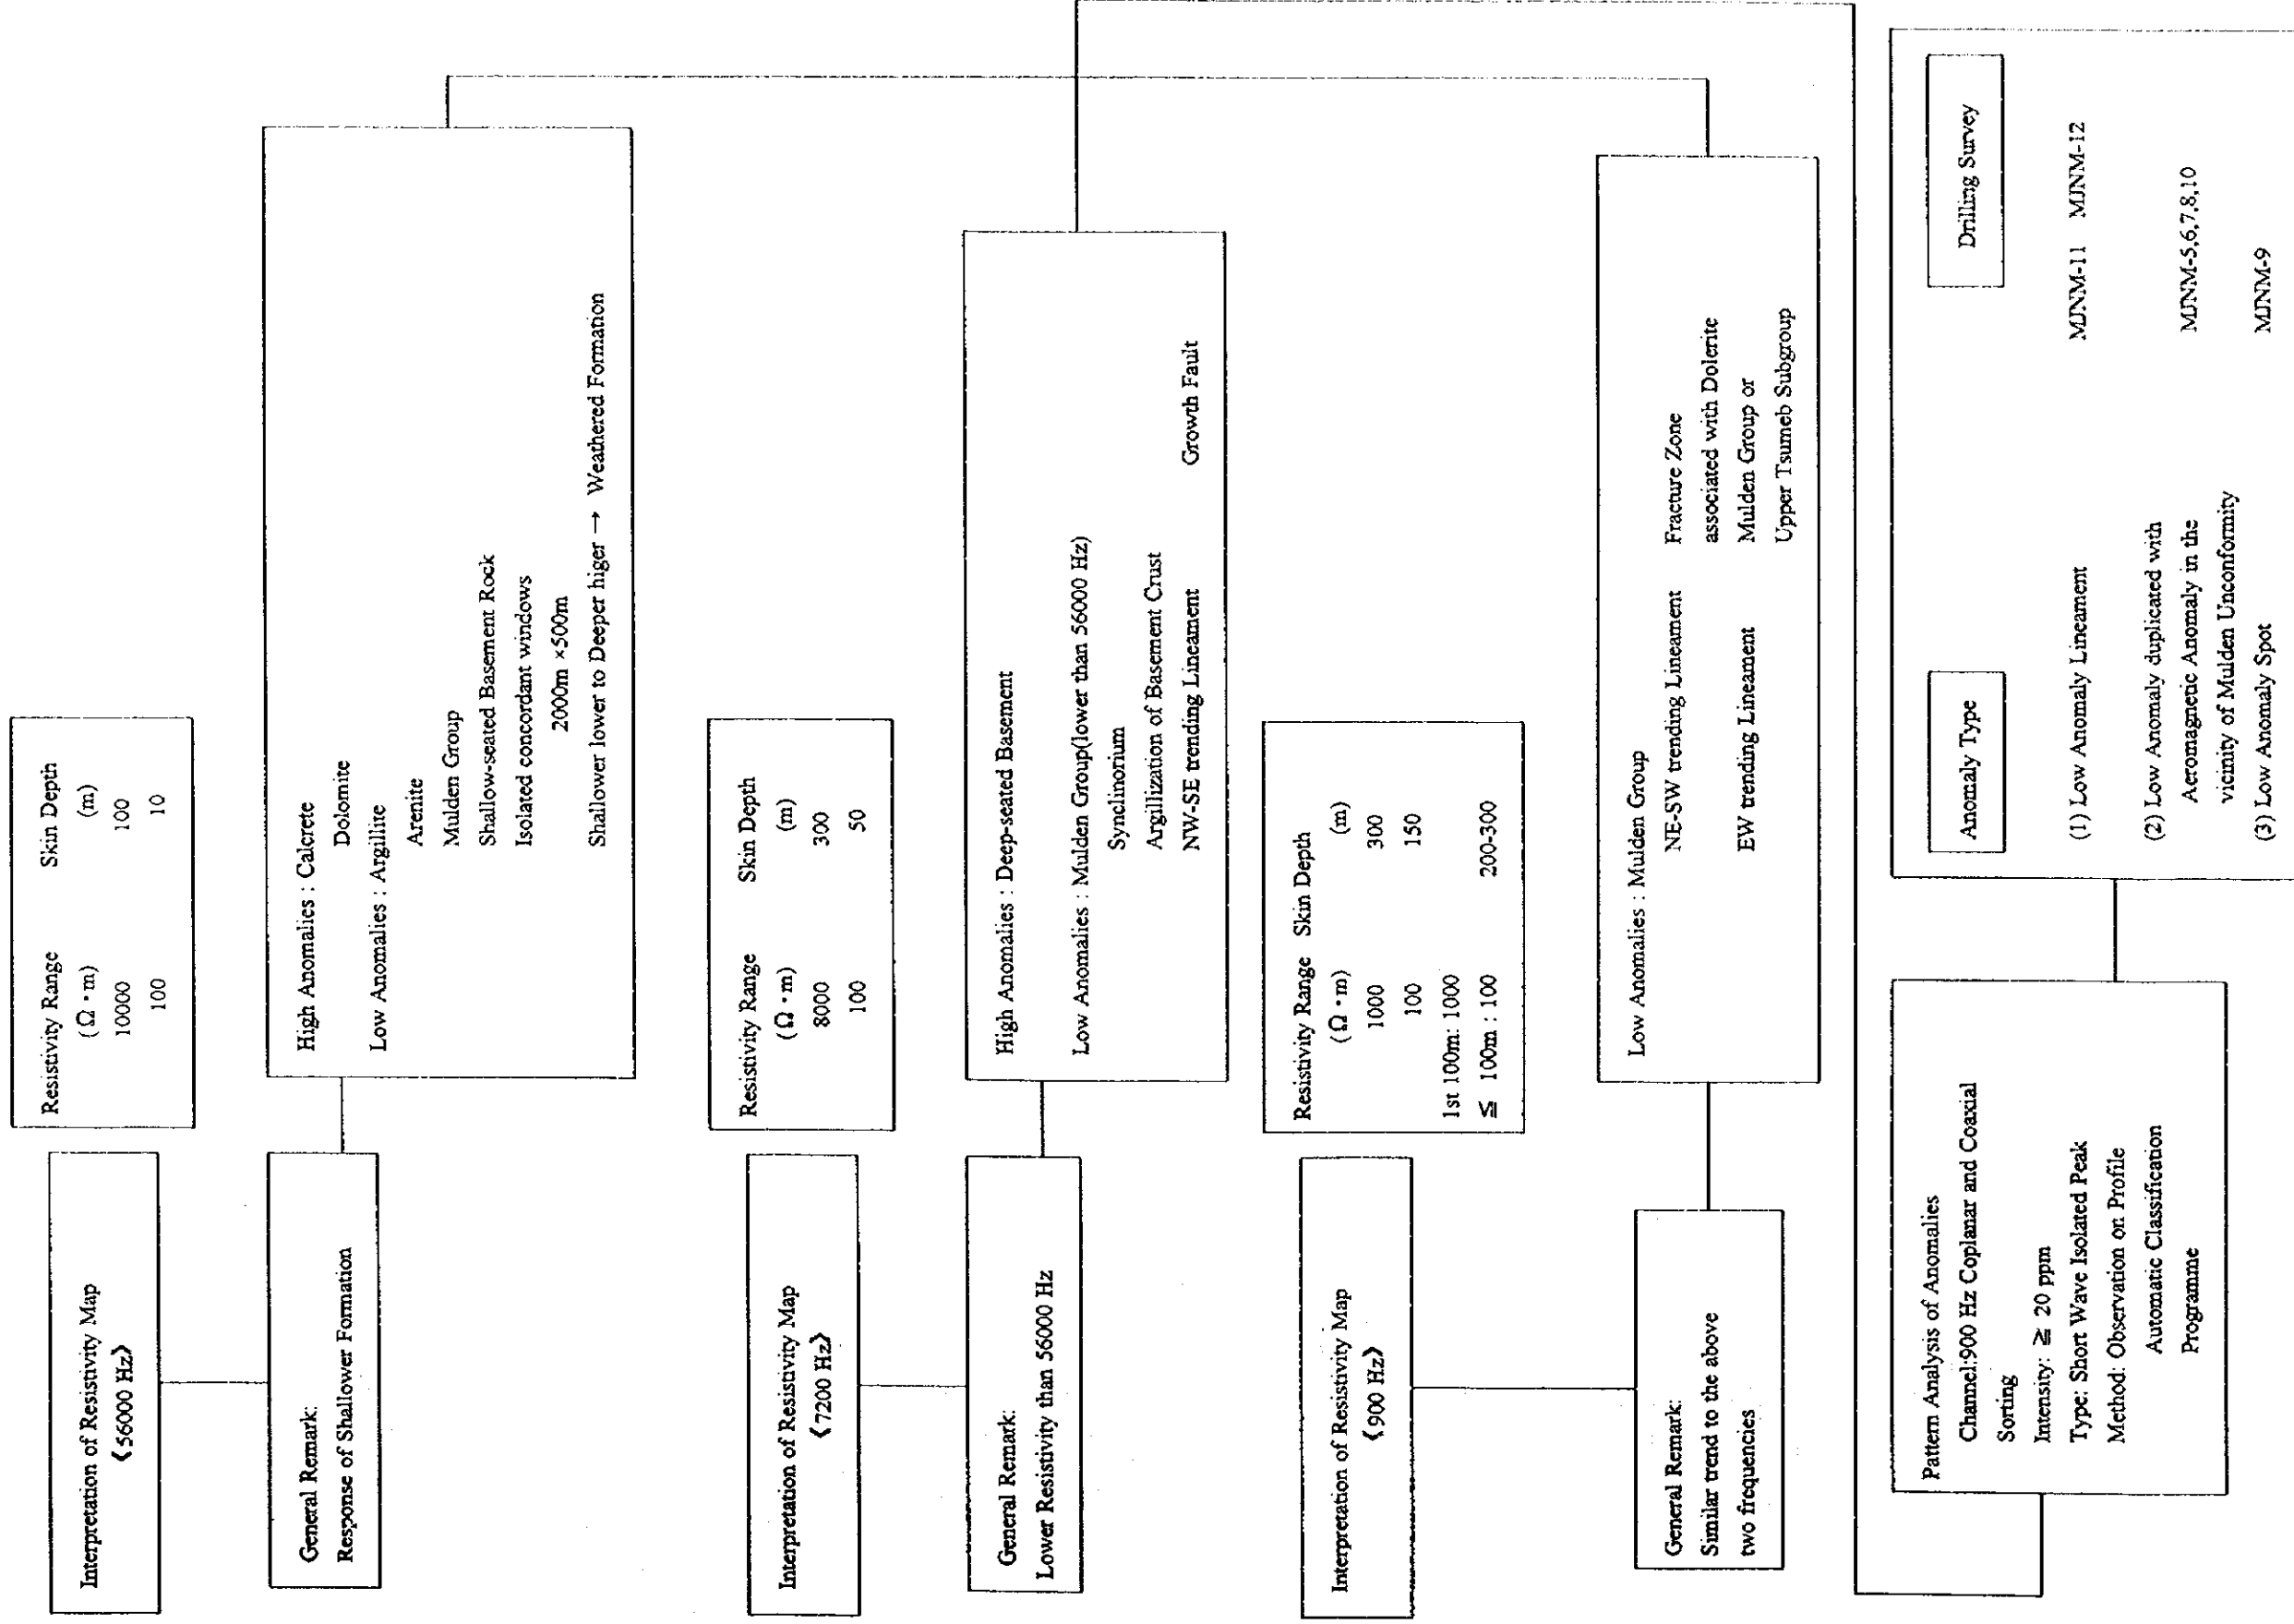 Interpretation of Resistivity Map
《56000 Hz》
Resistivity Range Skin Depth
(Ω・m) (m)
10000 100
100 10
General Remark:
Response of Shallower Formation
High Anomalies : Calcrete
Dolomite
Low Anomalies : Argillite
Arenite
Mulden Group
Shallow-seated Basement Rock
Isolated concordant windows
2000m ×500m
Shallower lower to Deeper higer → Weathered Formation
Interpretation of Resistivity Map
《7200 Hz》
Resistivity Range Skin Depth
(Ω・m) (m)
8000 300
100 50
General Remark:
Lower Resistivity than 56000 Hz
High Anomalies : Deep-seated Basement
Low Anomalies : Mulden Group(lower than 56000 Hz)
Synclinorium
Argillization of Basement Crust
NW-SE trending Lineament Growth Fault
Interpretation of Resistivity Map
《900 Hz》
Resistivity Range Skin Depth
(Ω・m) (m)
1000 300
100 150
1st 100m: 1000
≦ 100m : 100 200-300
General Remark:
Similar trend to the above
two frequencies
Low Anomalies : Mulden Group
NE-SW trending Lineament Fracture Zone
associated with Dolerite
EW trending Lineament Mulden Group or
Upper Tsumeb Subgroup
Pattern Analysis of Anomalies
Channel:900 Hz Coplanar and Coaxial
Sorting
Intensity: ≧ 20 ppm
Type: Short Wave Isolated Peak
Method: Observation on Profile
Automatic Classification
Programme
Anomaly Type Drilling Survey
(1) Low Anomaly Lineament MJNM-11 MJNM-12
(2) Low Anomaly duplicated with
Aeromagnetic Anomaly in the MJNM-5,6,7,8,10
vicinity of Mulden Unconformity
(3) Low Anomaly Spot MJNM-9